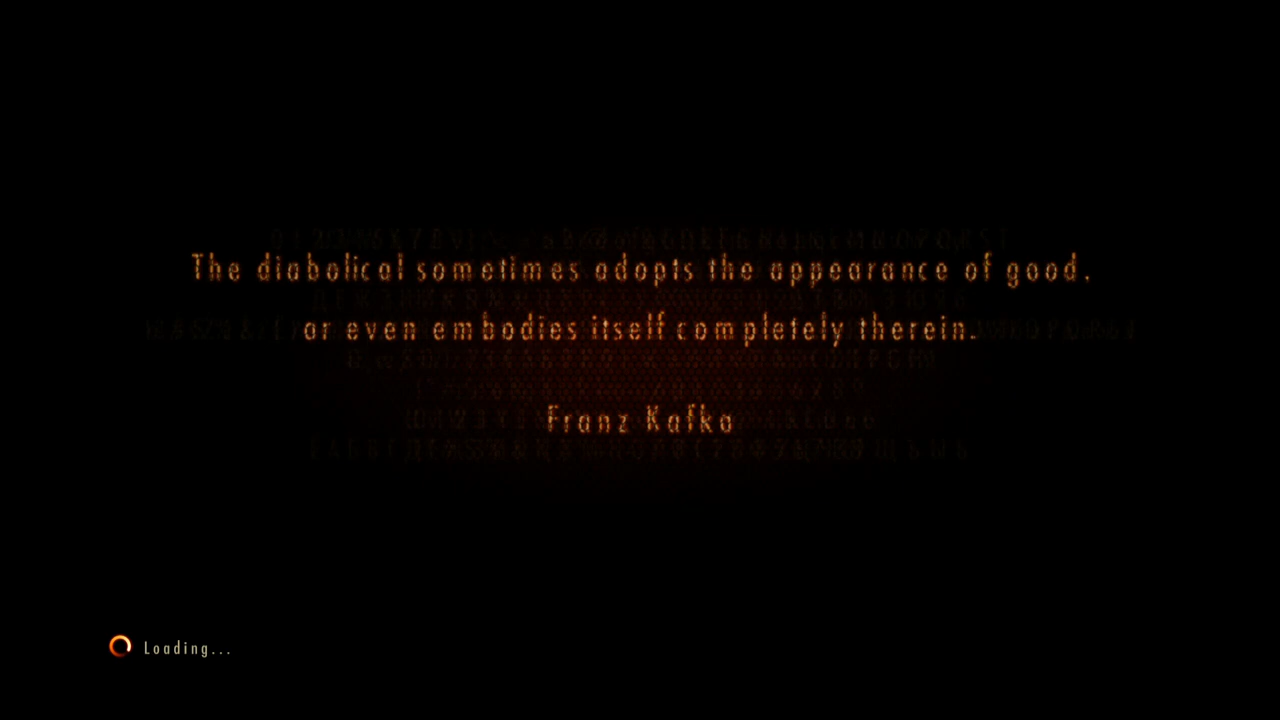 The diabolical sometimes adopts the appearance of good.
or even embodies itself completely therein.
Franz Kafka
Loading...